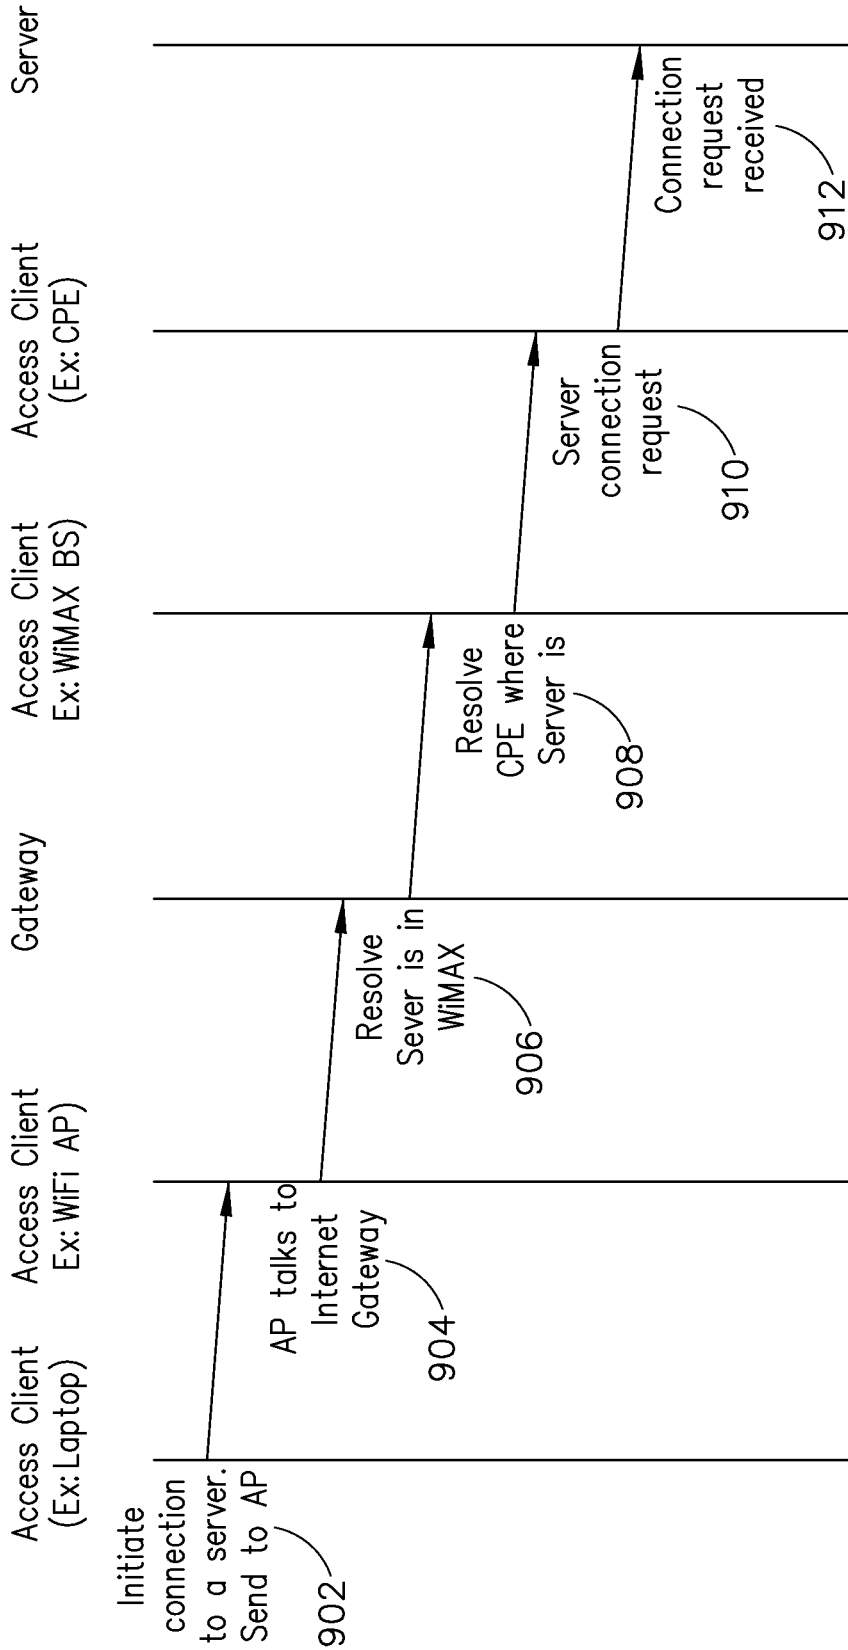 Access Client
(Ex:Laptop)
Access Client
Ex:WiFi AP)
Gateway
Access Client
Ex:WiMAX BS)
Access Client
(Ex:CPE)
Server
Initiate
connection
to a server.
Send to AP
902
AP talks to
Internet
Gateway
904
Resolve
Sever is in
WiMAX
906
Resolve
CPE where
Server is
908
Server
connection
request
910
Connection
request
received
912